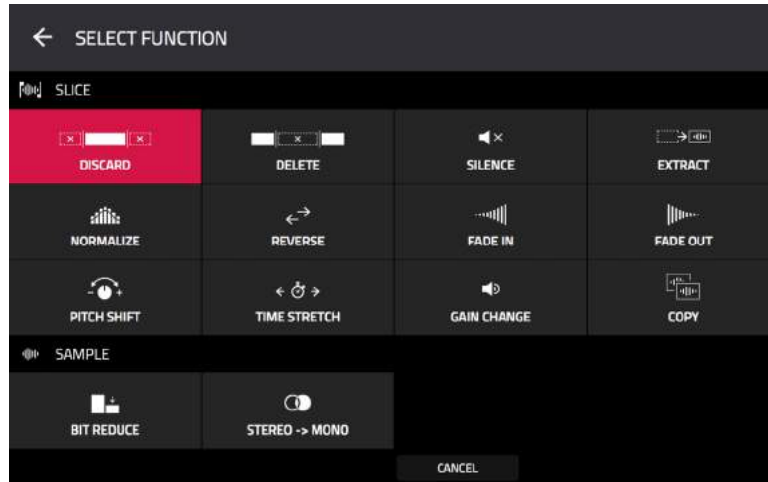 SELECT FUNCTION
SLICE
DISCARD
DELETE
SILENCE
EXTRACT
NORMALIZE
REVERSE
FADE IN
FADE OUT
PITCH SHIFT
TIME STRETCH
GAIN CHANGE
COPY
SAMPLE
BIT REDUCE
STEREO -> MONO
CANCEL